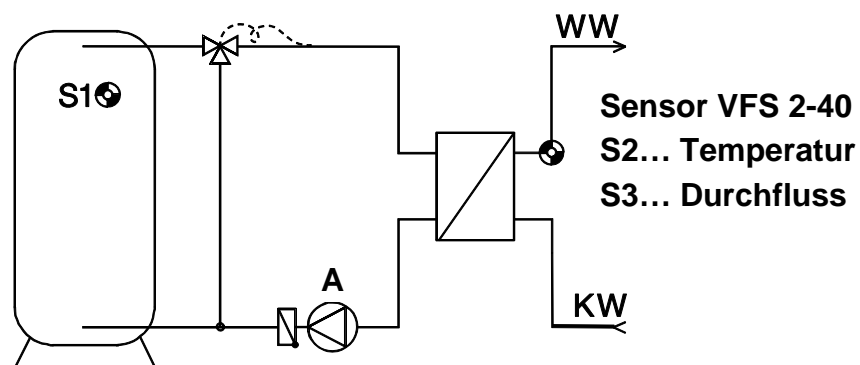 WW
S1
Sensor VFS 2-40
S2... Temperatur
S3... Durchfluss
A
KW